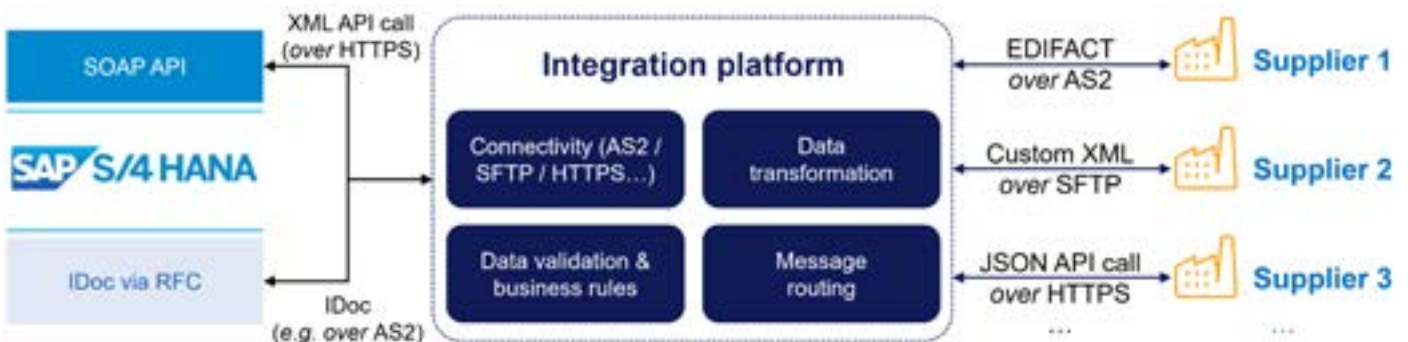 SOAP API
SAP S/4 HANA
IDoc via RFC
XML API call
(over HTTPS)
IDoc
(e.g. over AS2)
Integration platform
Connectivity (AS2 /
SFTP / HTTPS...)
Data
transformation
Data validation &
business rules
Message
routing
EDIFACT
over AS2
Supplier 1
Custom XML
over SFTP
Supplier 2
JSON API call
over HTTPS
Supplier 3
...
...